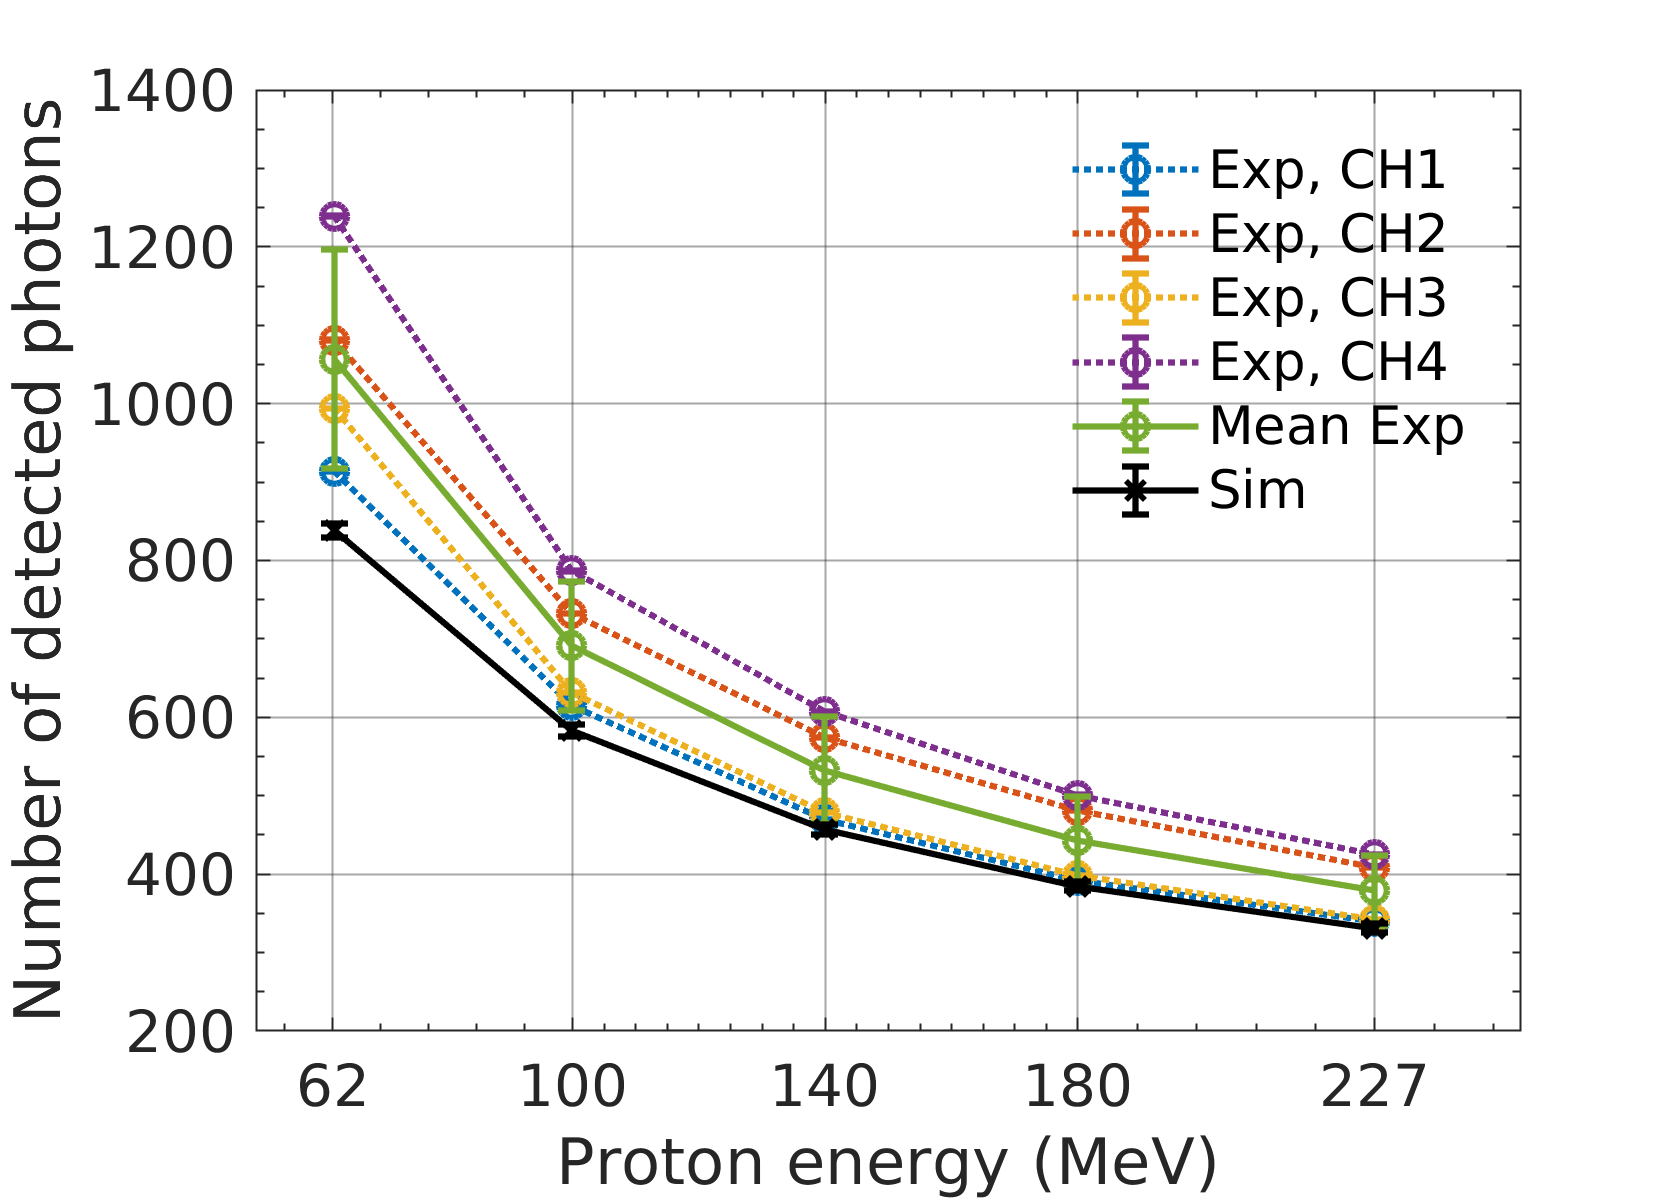 Number of detected photons
1400
1200
1000
800
600
400
200
Exp, CH1
Exp, CH2
Exp, CH3
Exp, CH4
Mean Exp
Sim
62 100 140 180 227
Proton energy (MeV)